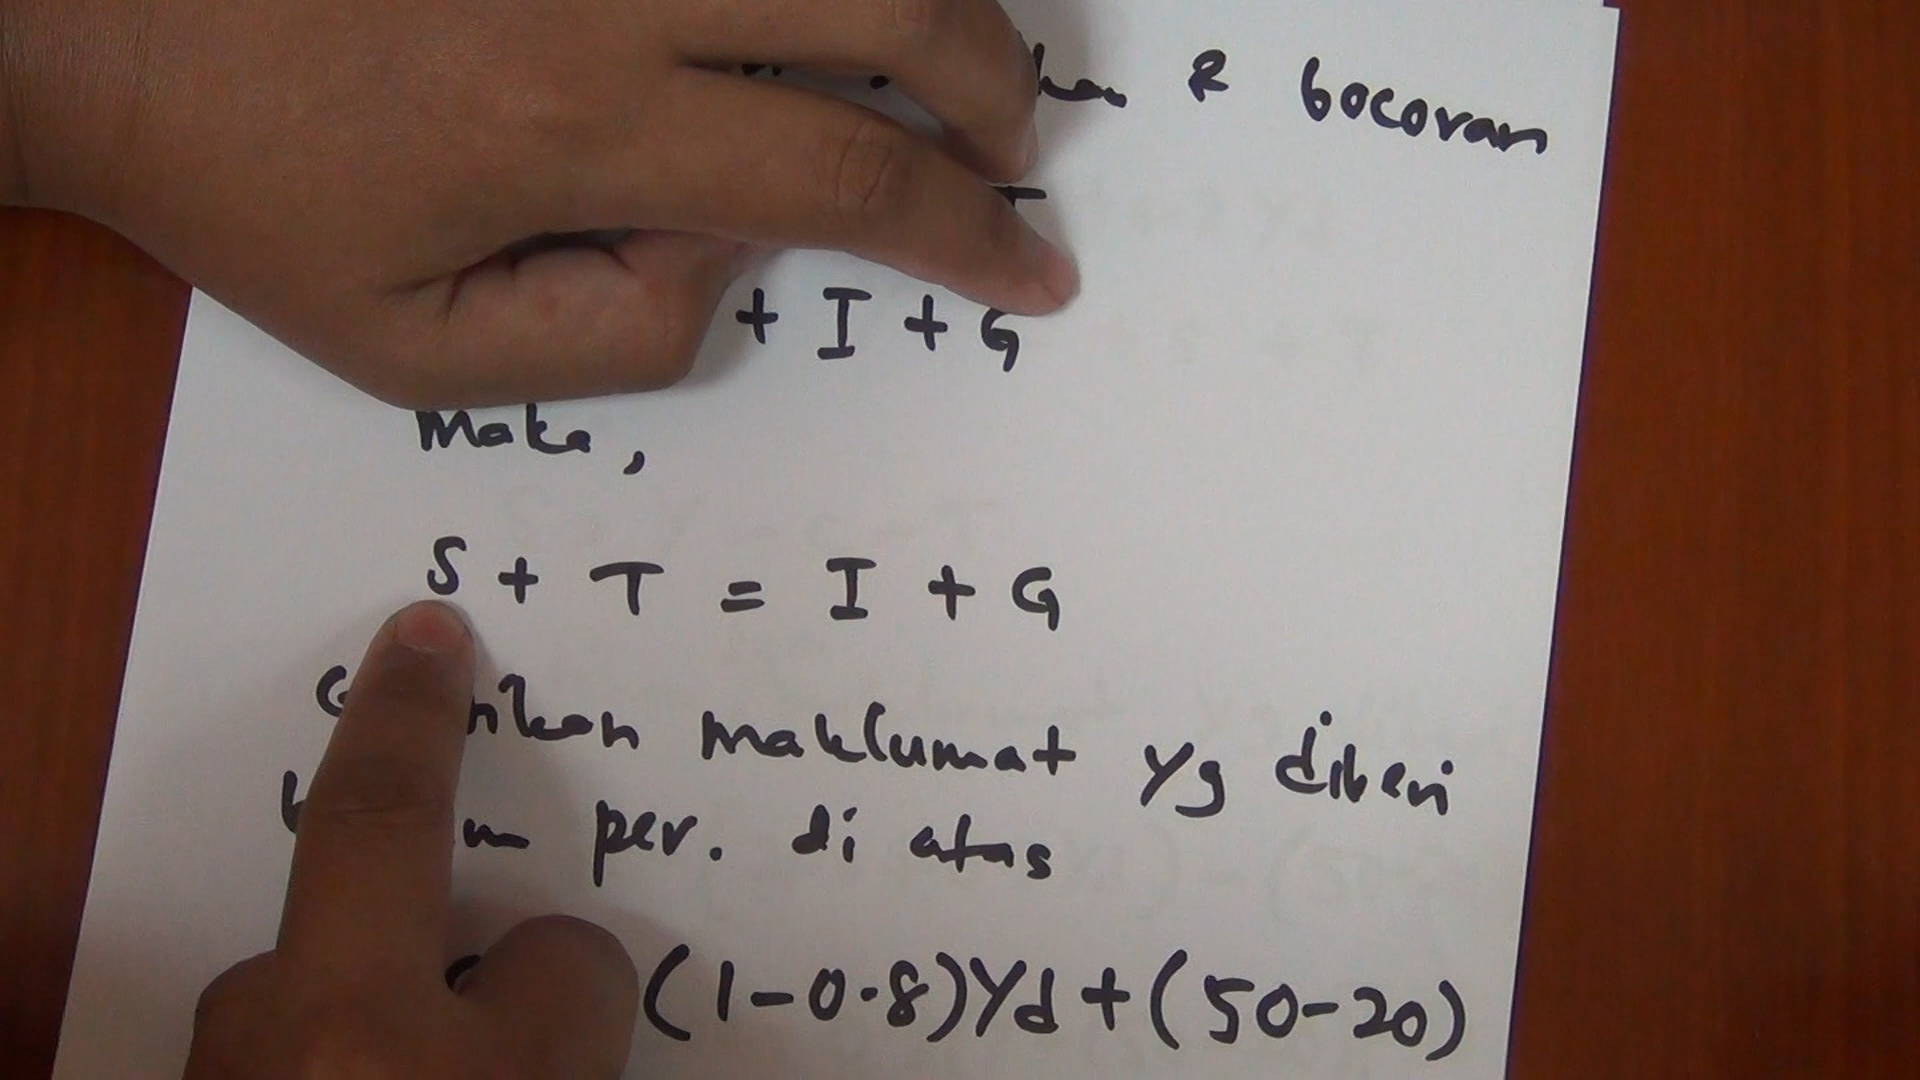 & bocoran
+ I + G
Maka,
S + T = I + G
maklumat yg diberi
per. di atas
(1-0.8)Yd + (50-20)